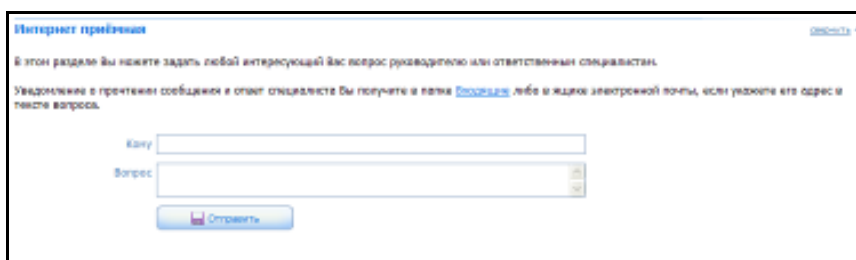 Интернет приёмная
свернуть
В этом разделе Вы можете задать любой интересующий Вас вопрос руководителю или ответственным специалистам.
Уведомление о прочтении сообщения и ответ специалиста Вы получите в папке Входящие либо в ящике электронной почты, если укажете его адрес в
тексте вопроса.
Кому
Вопрос
Отправить